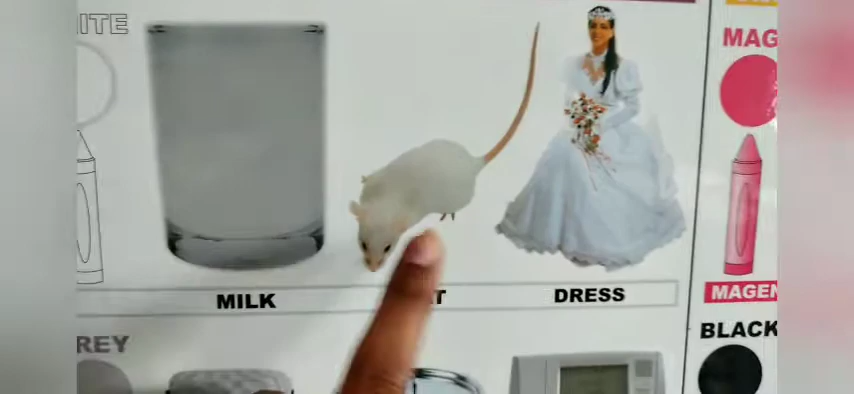 ITE
MAG
MILK
T
DRESS
MAGEN
REY
BLACK